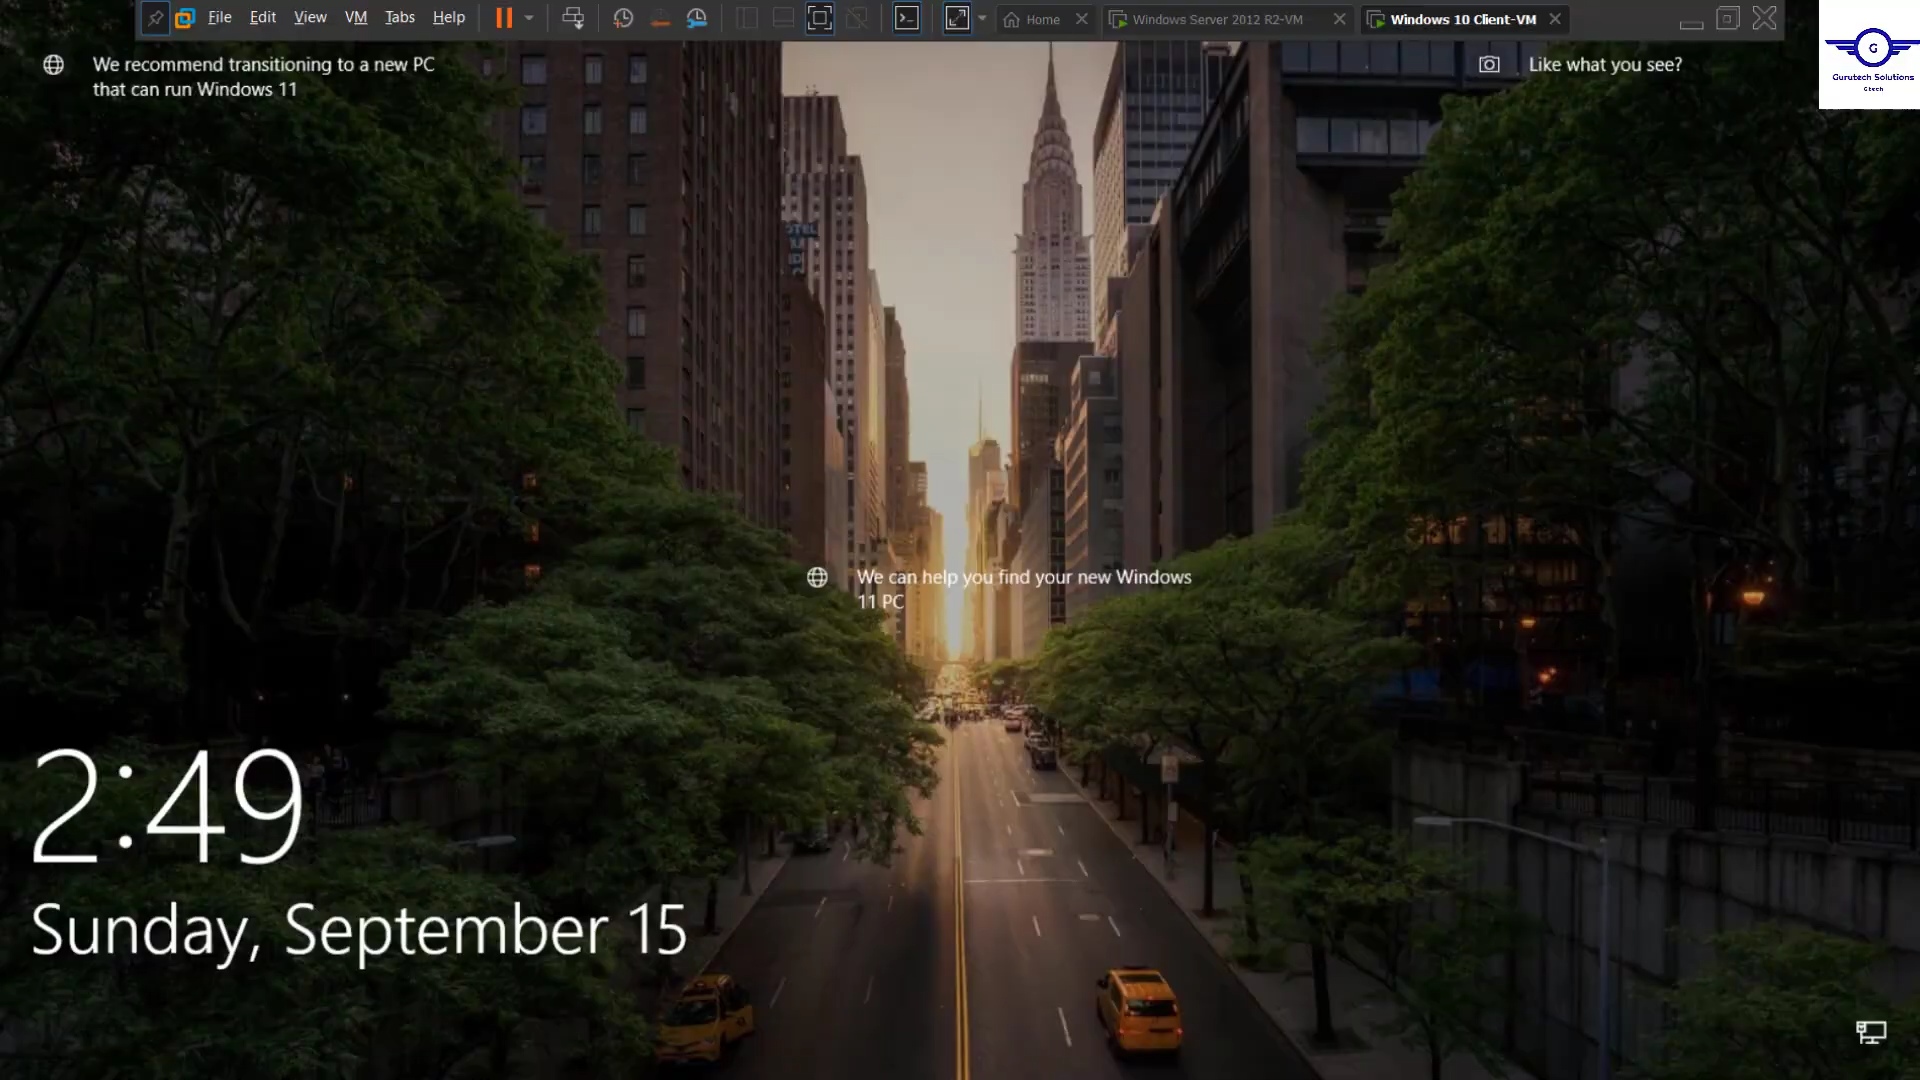 File Edit View VM Tabs Help
Home
Windows Server 2012 R2-VM
Windows 10 Client-VM
G
Gurutech Solutions
Gtech
We recommend transitioning to a new PC
that can run Windows 11
Like what you see?
We can help you find your new Windows
11 PC
2:49
Sunday, September 15